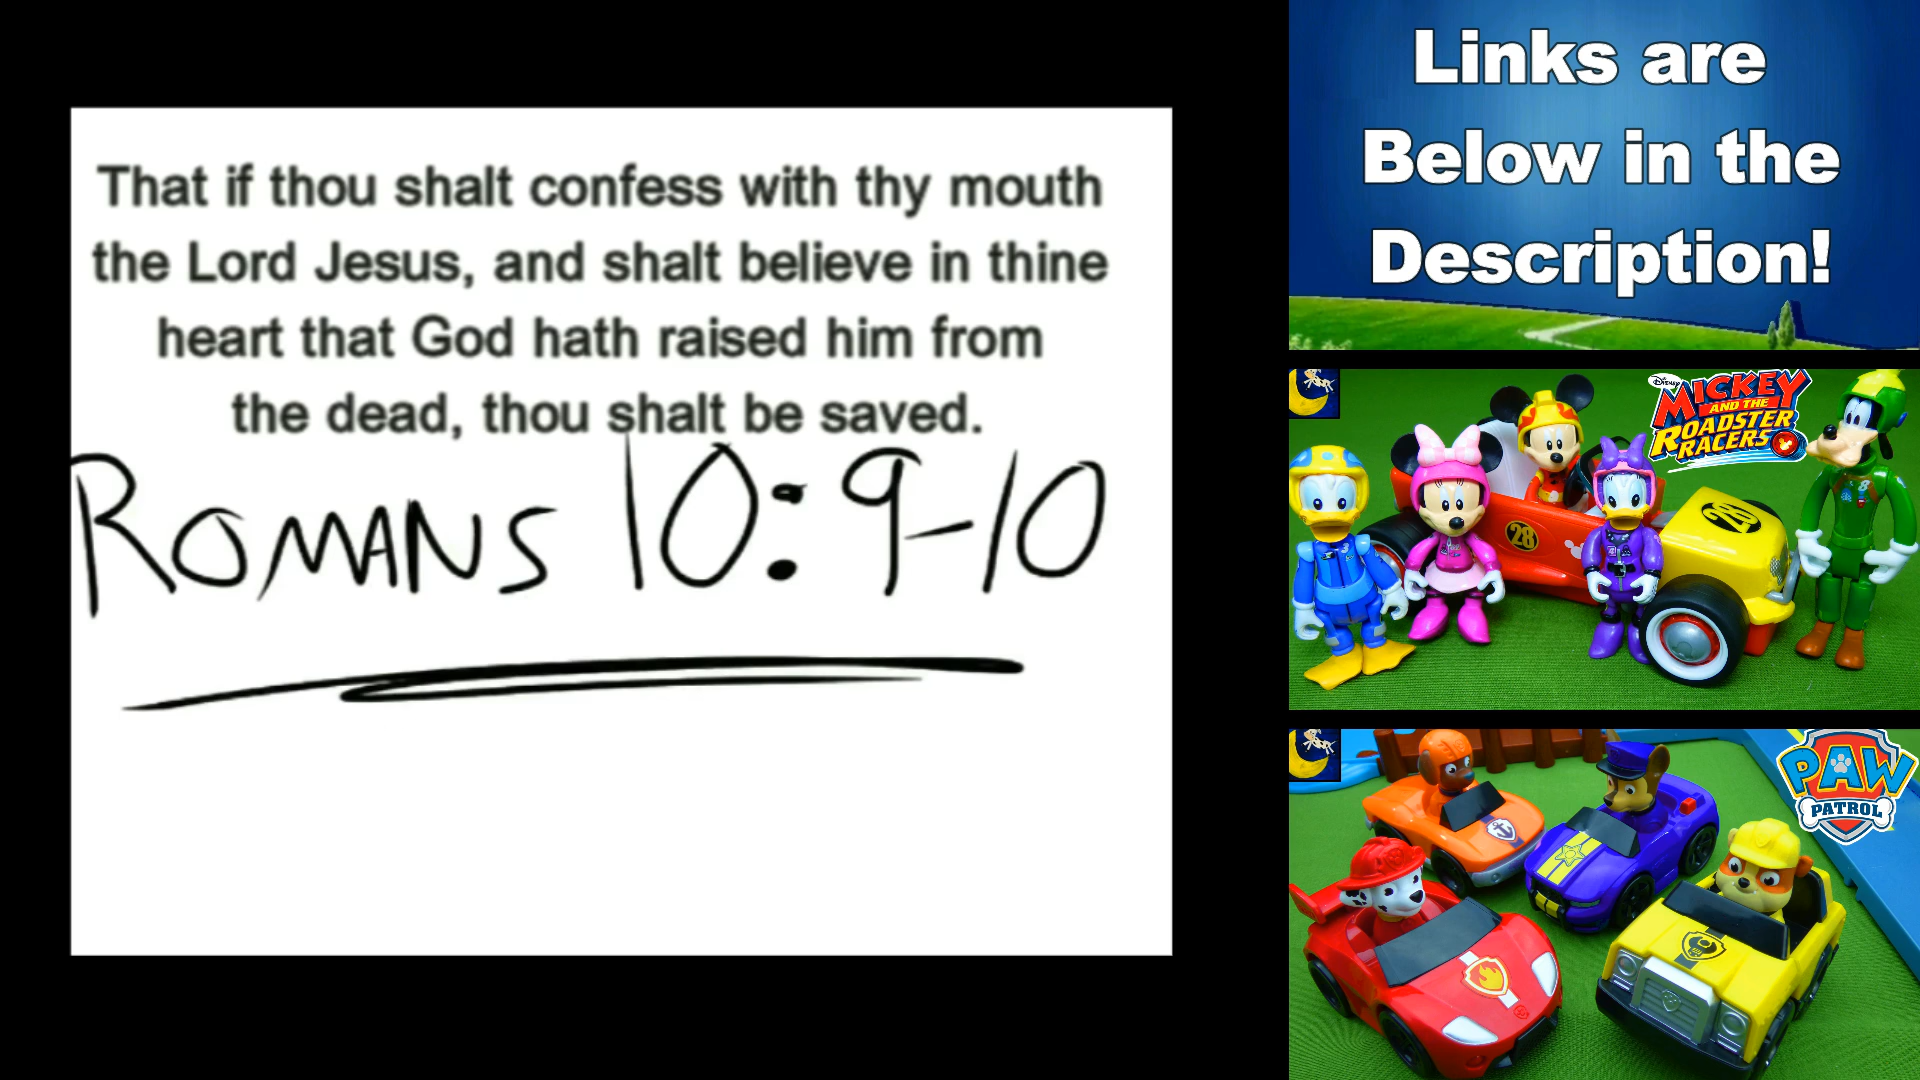 That if thou shalt confess with thy mouth
the Lord Jesus, and shalt believe in thine
heart that God hath raised him from
the dead, thou shalt be saved.
ROMANS 10:9-10
Links are
Below in the
Description!
Disney
MICKEY
AND THE
ROADSTER
RACERS
28
28
PAW
PATROL